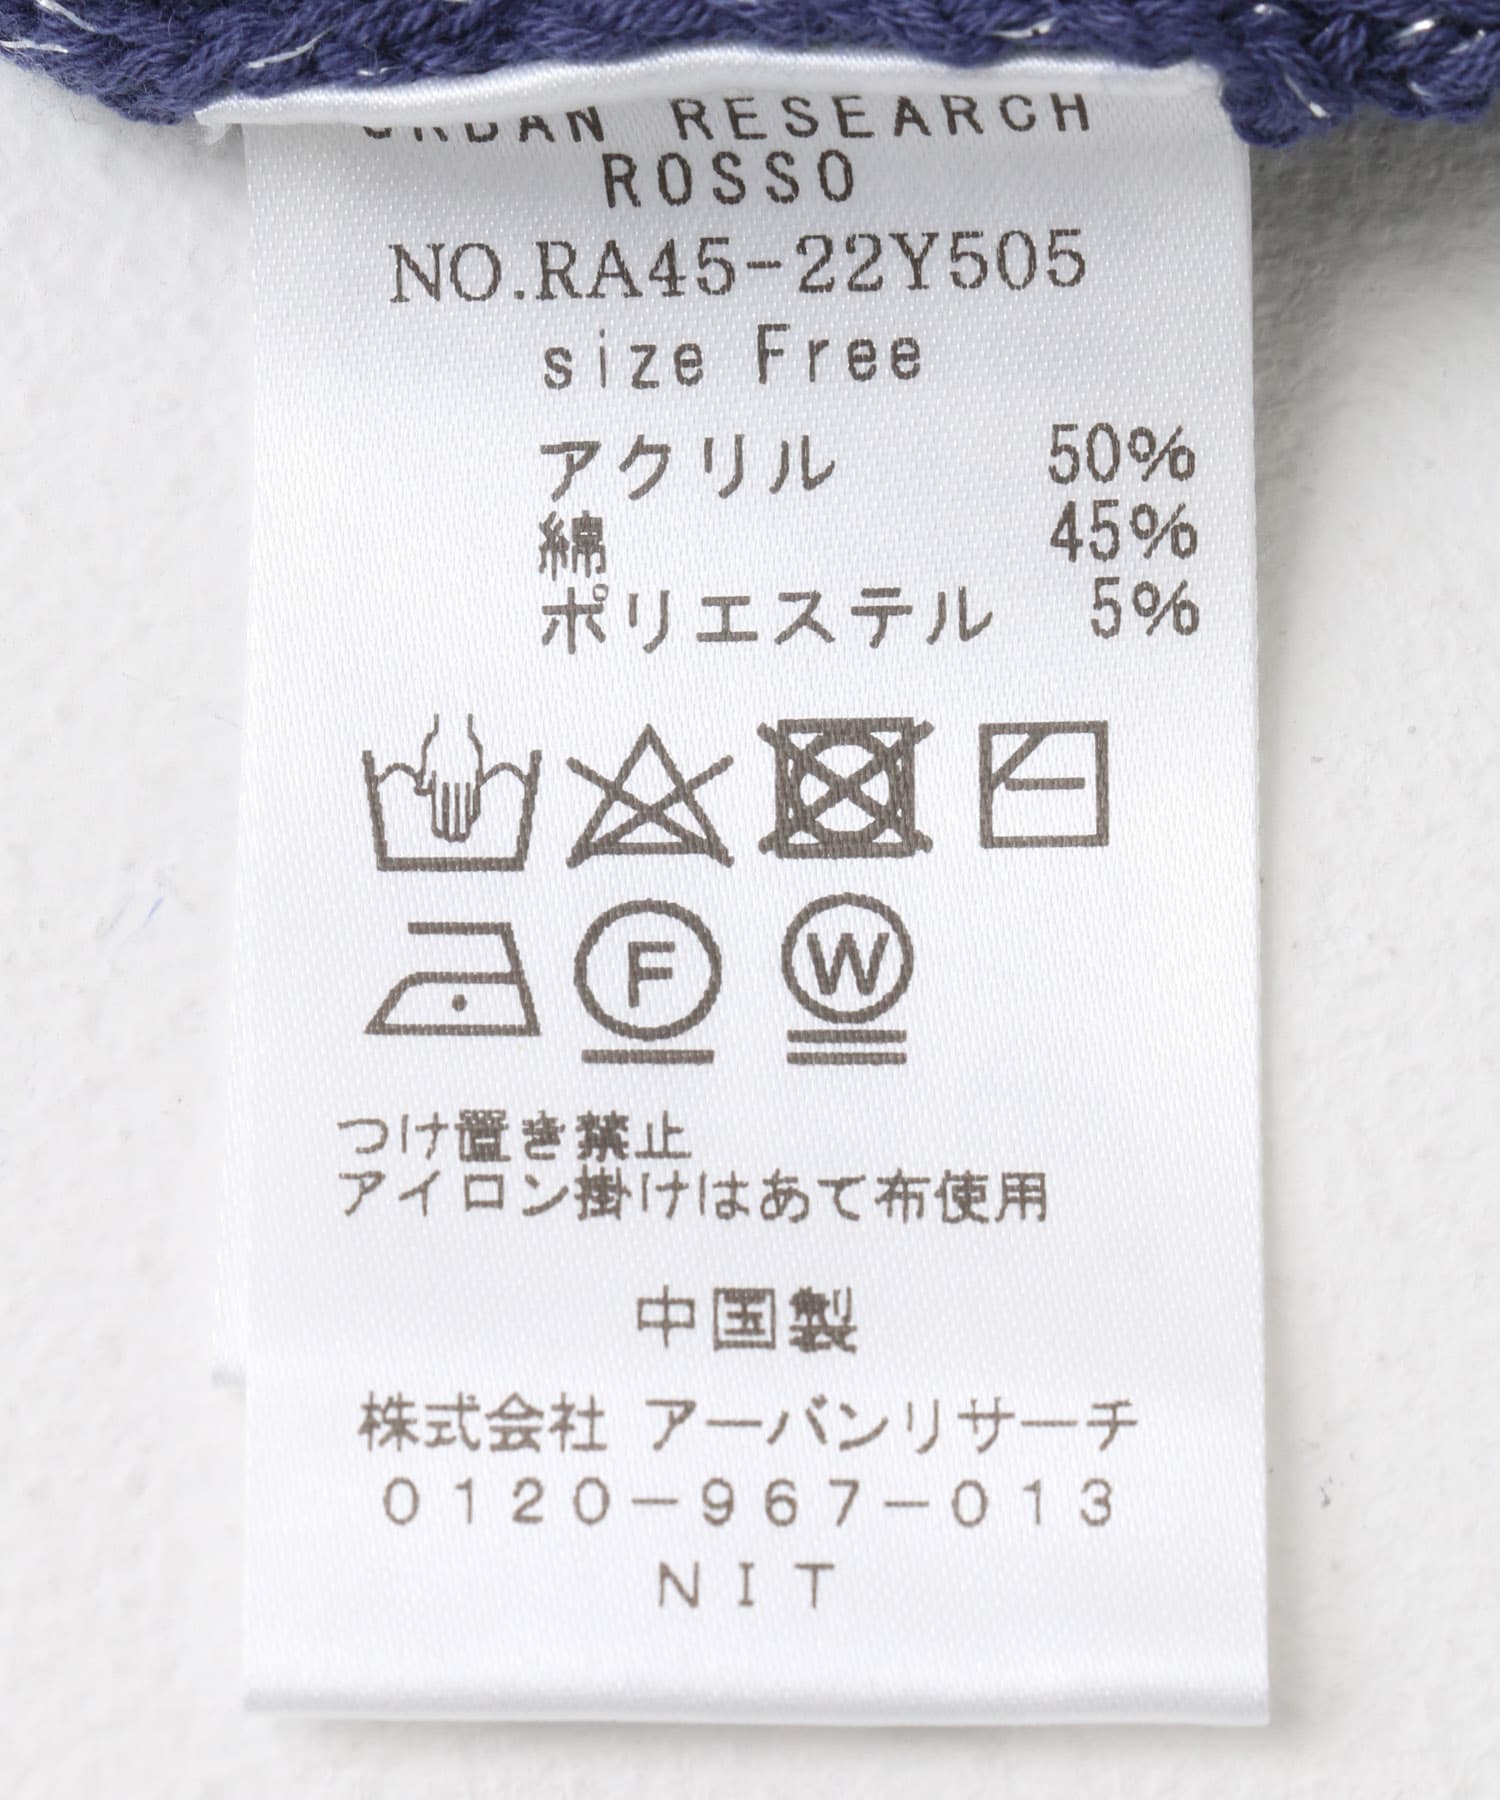 URBAN RESEARCH
ROSSO
NO.RA45-22Y505
size Free
アクリル 50%
綿 45%
ポリエステル 5%
F
W
つけ置き禁止
アイロン掛けはあて布使用
中国製
株式会社 アーバンリサーチ
0120-967-013
NIT